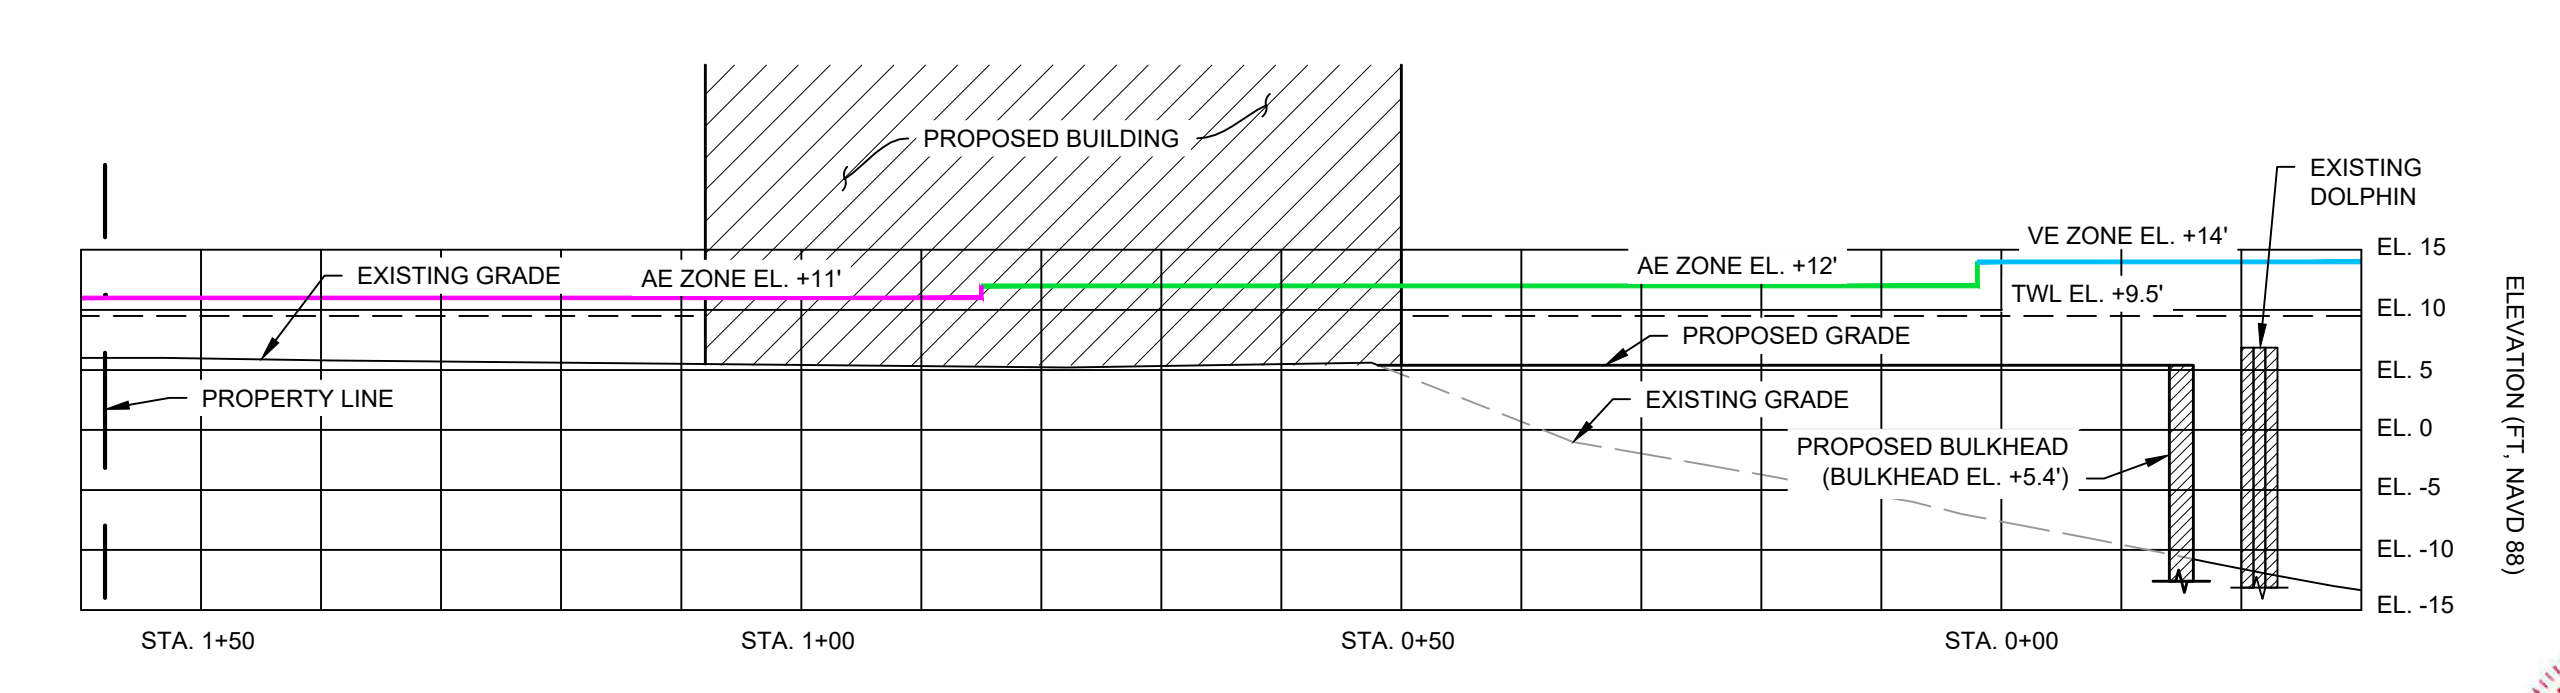 PROPOSED BUILDING
EXISTING
DOLPHIN
VE ZONE EL. +14'
EL. 15
AE ZONE EL. +12'
EXISTING GRADE
AE ZONE EL. +11'
TWL EL. +9.5'
EL. 10
PROPOSED GRADE
EL. 5
PROPERTY LINE
EXISTING GRADE
EL. 0
PROPOSED BULKHEAD
(BULKHEAD EL. +5.4')
EL. -5
EL. -10
EL. -15
ELEVATION (FT, NAVD 88)
STA. 1+50
STA. 1+00
STA. 0+50
STA. 0+00